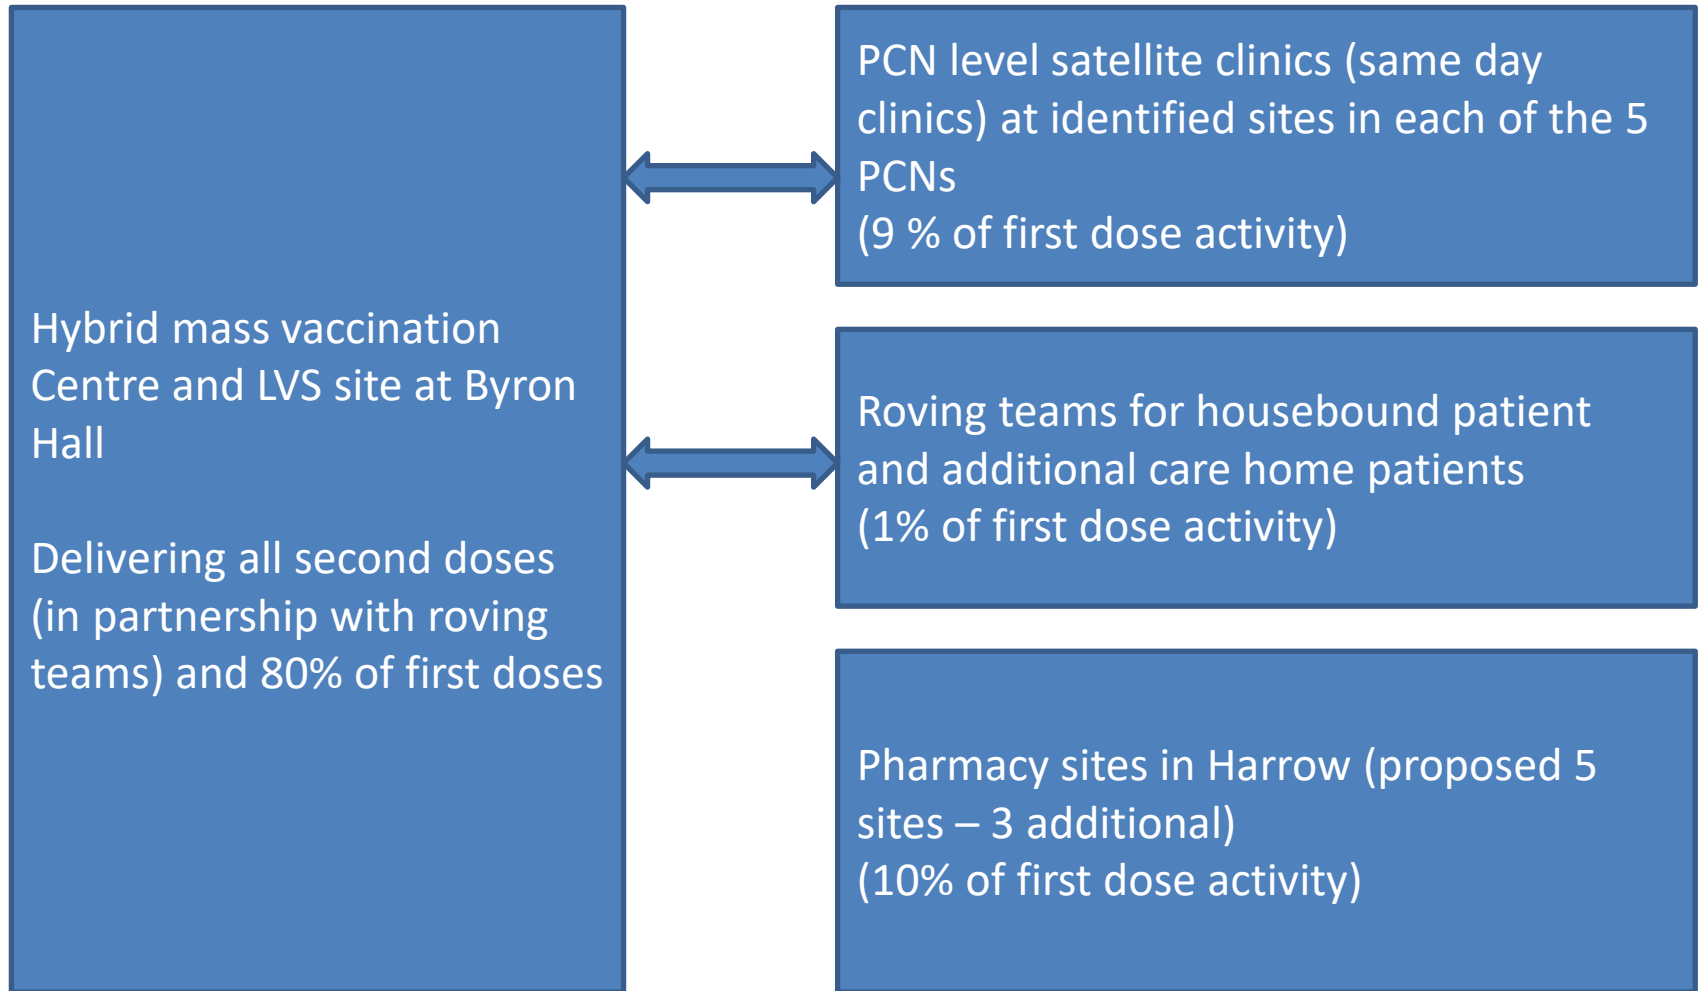 Hybrid mass vaccination
Centre and LVS site at Byron
Hall
Delivering all second doses
(in partnership with roving
teams) and 80% of first doses
PCN level satellite clinics (same day
clinics) at identified sites in each of the 5
PCNs
(9 % of first dose activity)
Roving teams for housebound patient
and additional care home patients
(1% of first dose activity)
Pharmacy sites in Harrow (proposed 5
sites – 3 additional)
(10% of first dose activity)